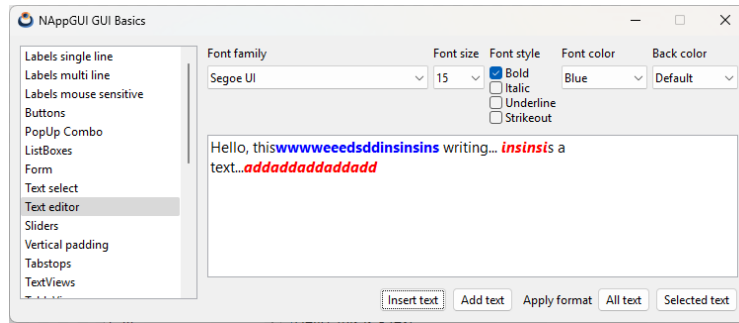 NAppGUI GUI Basics
Labels single line
Labels multi line
Labels mouse sensitive
Buttons
PopUp Combo
ListBoxes
Form
Text select
Text editor
Sliders
Vertical padding
Tabstops
TextViews
Font family
Segoe UI
Font size
15
Font style
Bold
Italic
Underline
Strikeout
Font color
Blue
Back color
Default
Hello, thiswwwweeedsddinsinsins writing... insinsis a
text...addaddaddaddadd
Insert text
Add text
Apply format
All text
Selected text